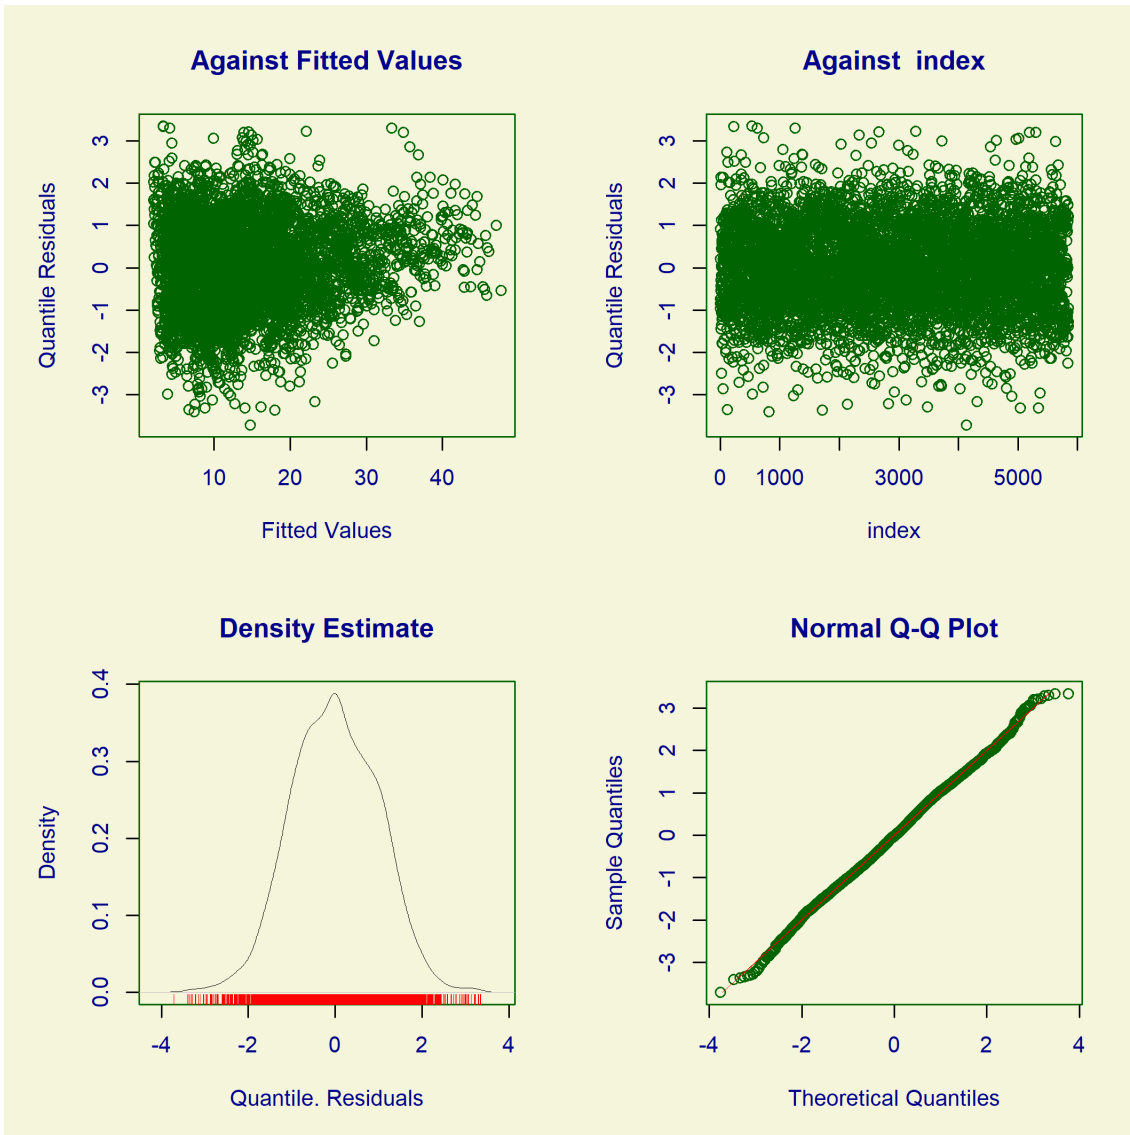 Against Fitted Values
Quantile Residuals
3
2
1
0
-1
-2
-3
10 20 30 40
Fitted Values
Against  index
Quantile Residuals
3
2
1
0
-1
-2
-3
0 1000 3000 5000
index
Density Estimate
Density
0.4
0.3
0.2
0.1
0.0
-4 -2 0 2 4
Quantile. Residuals
Normal Q-Q Plot
Sample Quantiles
3
2
1
0
-1
-2
-3
-4 -2 0 2 4
Theoretical Quantiles